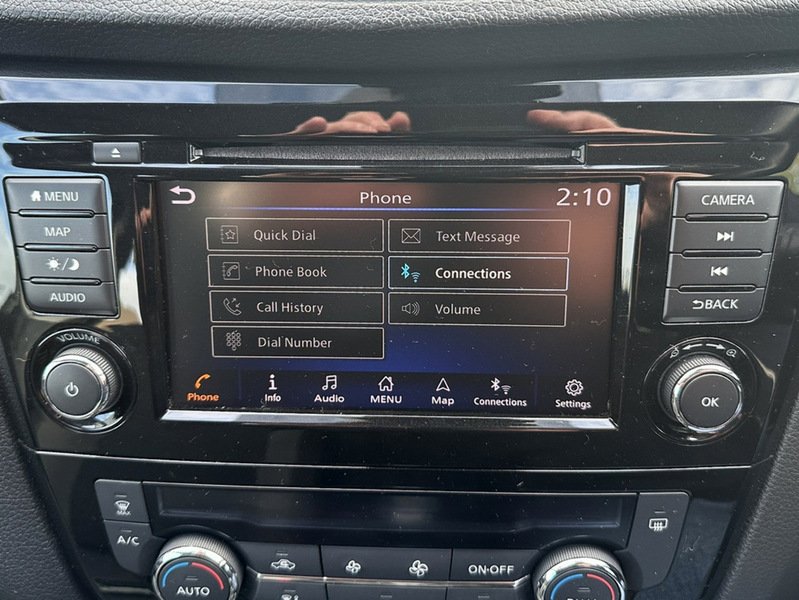 Phone
2:10
MENU
CAMERA
MAP
AUDIO
BACK
Quick Dial
Text Message
Phone Book
Connections
Call History
Volume
Dial Number
VOLUME
OK
Phone
Info
Audio
MENU
Map
Connections
Settings
MAX
A/C
AUTO
ON·OFF